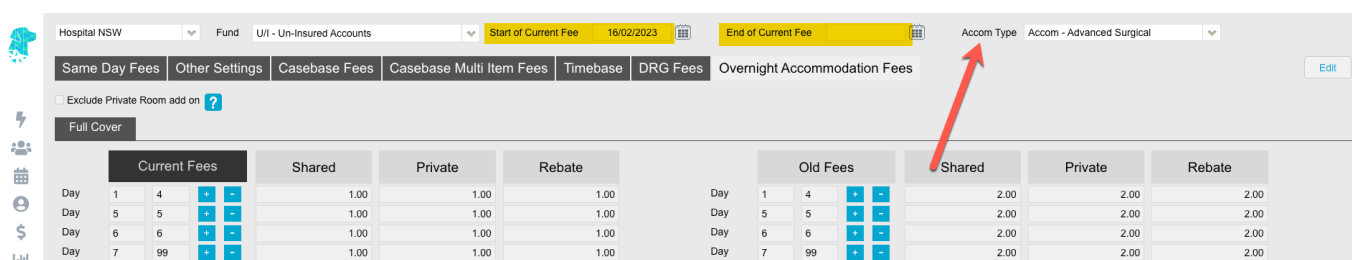 Hospital NSW Fund U/I - Un-Insured Accounts Start of Current Fee 16/02/2023 End of Current Fee Accom Type Accom - Advanced Surgical
Same Day Fees Other Settings Casebase Fees Casebase Multi Item Fees Timebase DRG Fees Overnight Accommodation Fees Edit
Exclude Private Room add on ?
Full Cover
Current Fees Shared Private Rebate Old Fees Shared Private Rebate
Day 1 4 + - 1.00 1.00 1.00 Day 1 4 + - 2.00 2.00 2.00
Day 5 5 + - 1.00 1.00 1.00 Day 5 5 + - 2.00 2.00 2.00
Day 6 6 + - 1.00 1.00 1.00 Day 6 6 + - 2.00 2.00 2.00
Day 7 99 + - 1.00 1.00 1.00 Day 7 99 + - 2.00 2.00 2.00